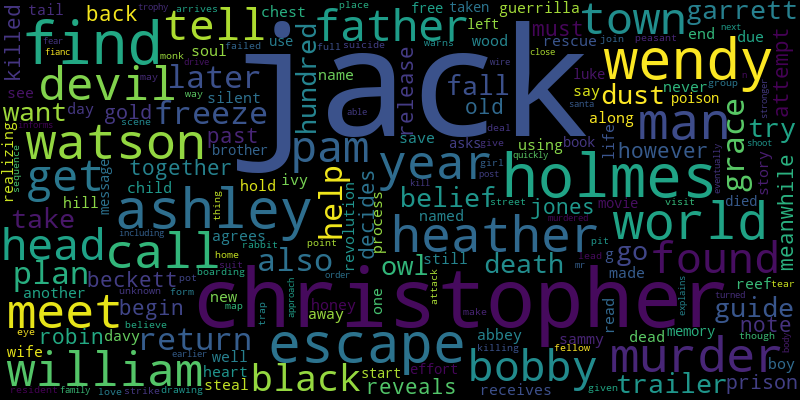 jack
christopher
holmes
wendy
father
tell
find
town
garrett
back
killed
tail
arrives
trophy
place
free
taken
guerrilla
must
attempt
chest
failed
suicide
full
warns
left
wood
rescue
join
peasant
next
end
due
devil
later
hundred
release
fall
soul
use
monk
drive
may
fear
fianc
wire
close
luke
say
never
group
dust
poison
see
want
day
gold
freeze
name
old
save
able
santa
stronger
realizing
watson
silent
past
pam
year
asks
deal
give
using
book
along
man
grace
try
story
shoot
scene
informs
brother
together
message
child
ivy
hold
get
ashley
help
girl
post
quickly
life
however
meanwhile
sequence
hill
thing
process
belief
jones
movie
died
visit
eventually
head
call
take
agrees
decides
revolution
named
street
murdered
heather
world
also
owl
still
death
pit
g
go
found
made
mr
lead
plan
beckett
including
home
rabbit
point
new
map
just
boarding
meet
another
begin
unknown
form
pot
honey
away
one
attack
order
trap
approach
explains
reef
tear
turned
guide
note
read
boy
robin
davy
believe
return
escape
abbey
sammy
memory
dead
though
eye
wife
well
make
killing
fellow
bobby
murder
body
william
heart
steal
black
start
effort
reveals
receives
given
trailer
prison
resident
family
love
strike
drawing
earlier
kill
way